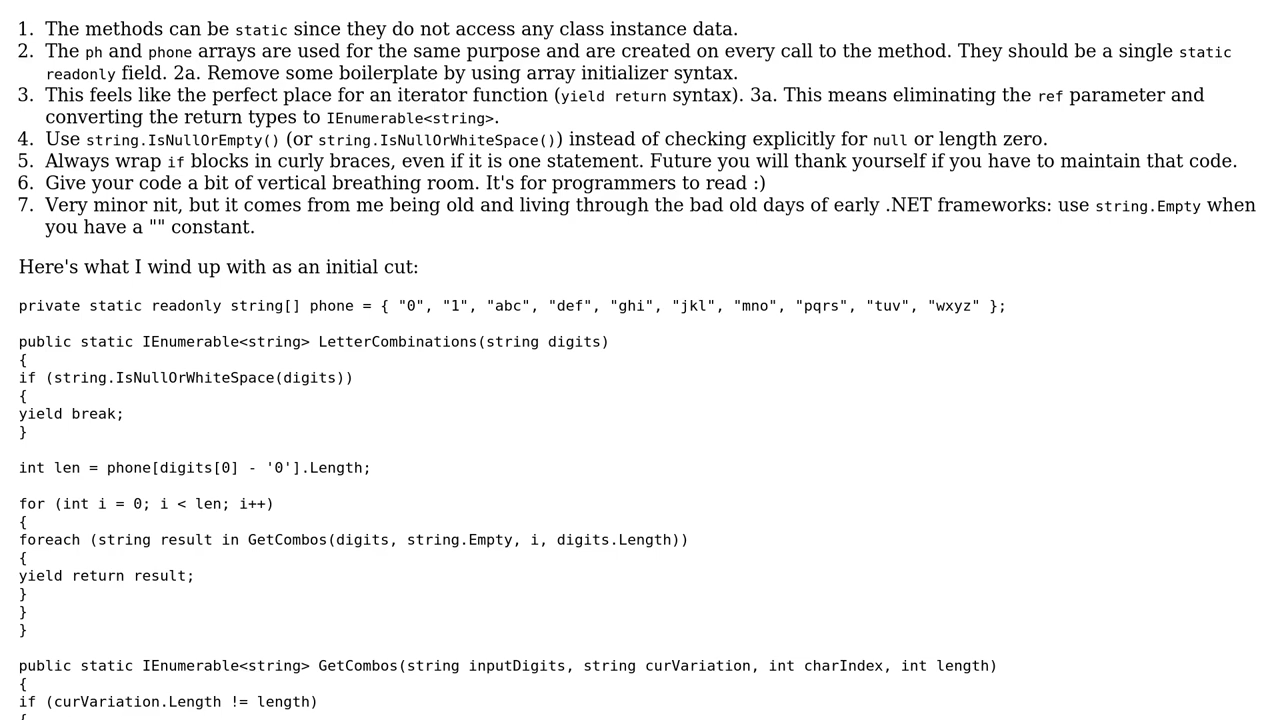 1. The methods can be static since they do not access any class instance data.
2. The ph and phone arrays are used for the same purpose and are created on every call to the method. They should be a single static
readonly field. 2a. Remove some boilerplate by using array initializer syntax.
3. This feels like the perfect place for an iterator function (yield return syntax). 3a. This means eliminating the ref parameter and
converting the return types to IEnumerable<string>.
4. Use string.IsNullOrEmpty() (or string.IsNullOrWhiteSpace()) instead of checking explicitly for null or length zero.
5. Always wrap if blocks in curly braces, even if it is one statement. Future you will thank yourself if you have to maintain that code.
6. Give your code a bit of vertical breathing room. It's for programmers to read :)
7. Very minor nit, but it comes from me being old and living through the bad old days of early .NET frameworks: use string.Empty when
you have a "" constant.
Here's what I wind up with as an initial cut:
private static readonly string[] phone = { "0", "1", "abc", "def", "ghi", "jkl", "mno", "pqrs", "tuv", "wxyz" };
public static IEnumerable<string> LetterCombinations(string digits)
{
if (string.IsNullOrWhiteSpace(digits))
{
yield break;
}
int len = phone[digits[0] - '0'].Length;
for (int i = 0; i < len; i++)
{
foreach (string result in GetCombos(digits, string.Empty, i, digits.Length))
{
yield return result;
}
}
}
public static IEnumerable<string> GetCombos(string inputDigits, string curVariation, int charIndex, int length)
{
if (curVariation.Length != length)
{